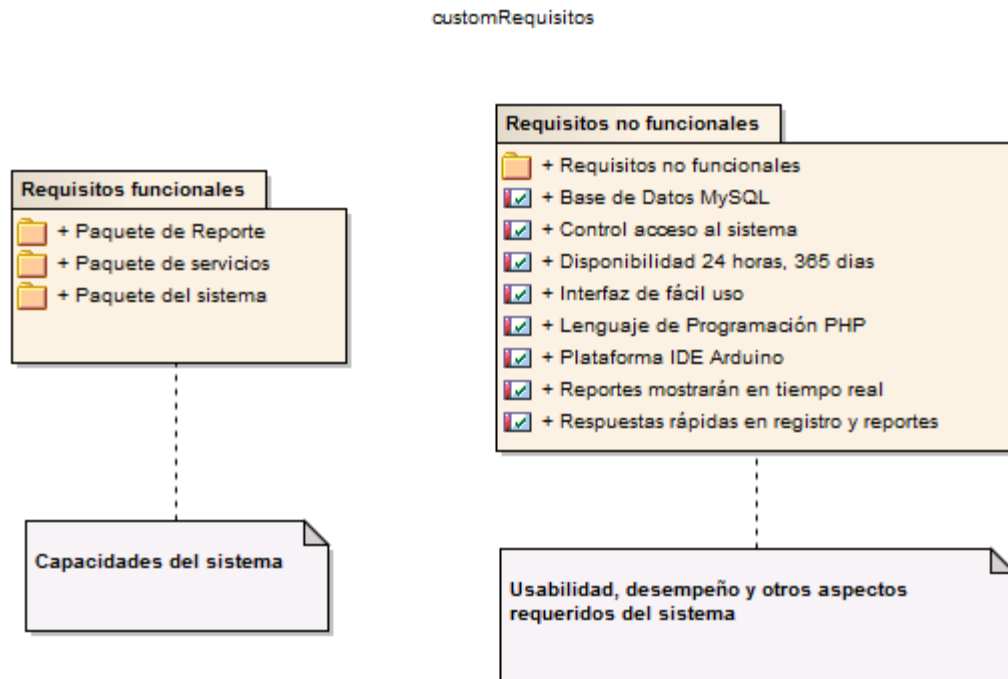 customRequisitos
Requisitos funcionales
+ Paquete de Reporte
+ Paquete de servicios
+ Paquete del sistema
Capacidades del sistema
Requisitos no funcionales
+ Requisitos no funcionales
+ Base de Datos MySQL
+ Control acceso al sistema
+ Disponibilidad 24 horas, 365 dias
+ Interfaz de fácil uso
+ Lenguaje de Programación PHP
+ Plataforma IDE Arduino
+ Reportes mostrarán en tiempo real
+ Respuestas rápidas en registro y reportes
Usabilidad, desempeño y otros aspectos
requeridos del sistema